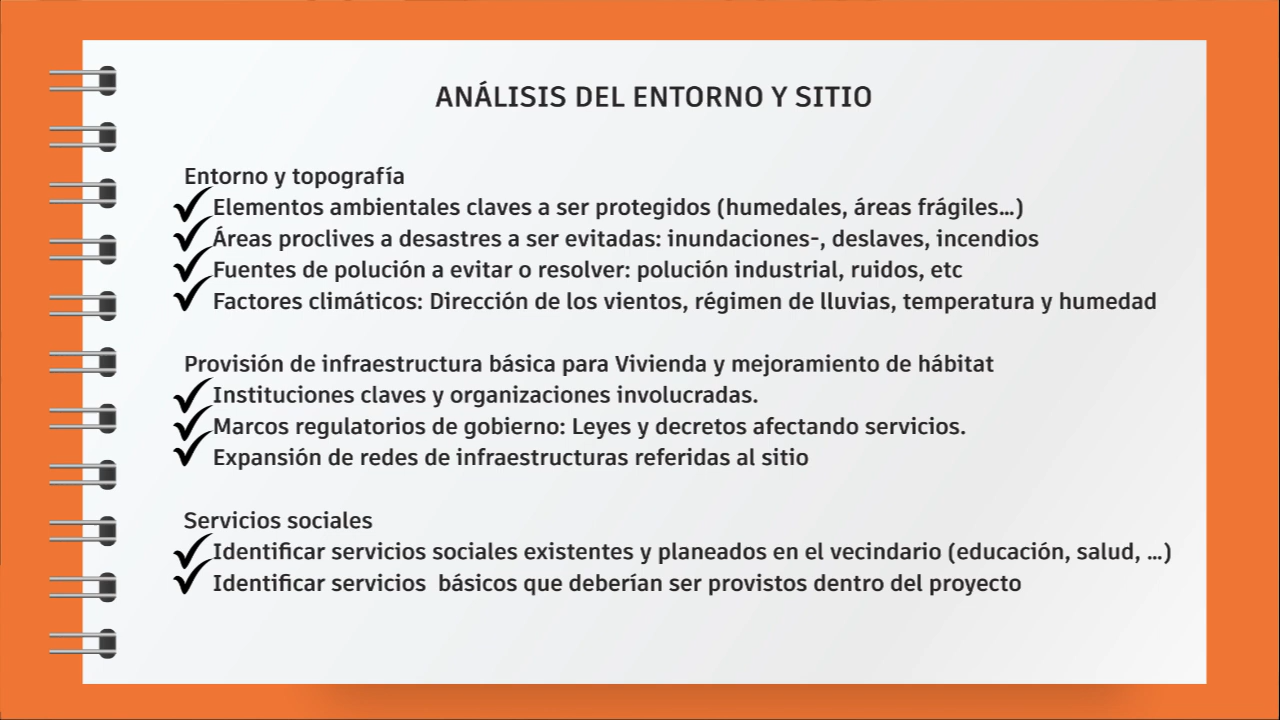 ANÁLISIS DEL ENTORNO Y SITIO
Entorno y topografía
Elementos ambientales claves a ser protegidos (humedales, áreas frágiles...)
Áreas proclives a desastres a ser evitadas: inundaciones-, deslaves, incendios
Fuentes de polución a evitar o resolver: polución industrial, ruidos, etc
Factores climáticos: Dirección de los vientos, régimen de lluvias, temperatura y humedad
Provisión de infraestructura básica para Vivienda y mejoramiento de hábitat
Instituciones claves y organizaciones involucradas.
Marcos regulatorios de gobierno: Leyes y decretos afectando servicios.
Expansión de redes de infraestructuras referidas al sitio
Servicios sociales
Identificar servicios sociales existentes y planeados en el vecindario (educación, salud, ...)
Identificar servicios  básicos que deberían ser provistos dentro del proyecto